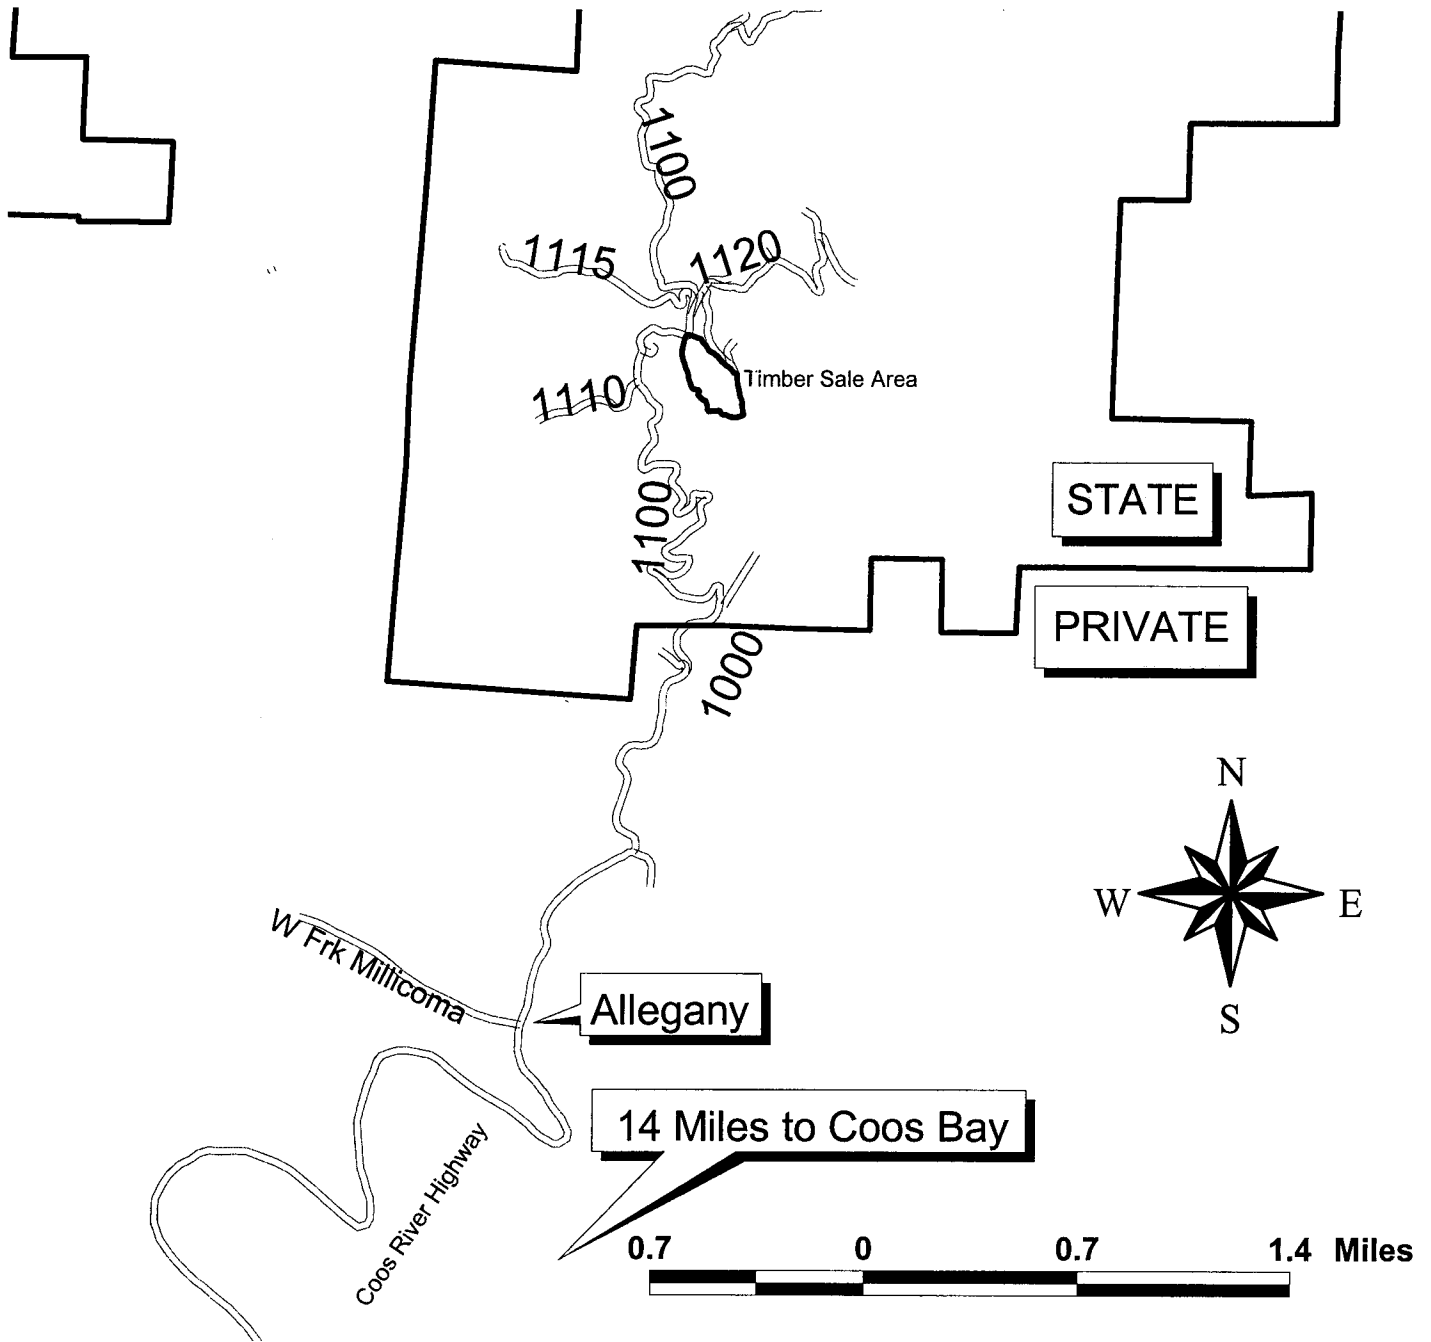 1100
1115
1120
Timber Sale Area
1110
STATE
1100
PRIVATE
1000
N
W
E
S
W Frk Millicoma
Allegany
14 Miles to Coos Bay
Coos River Highway
0.7 0 0.7 1.4 Miles